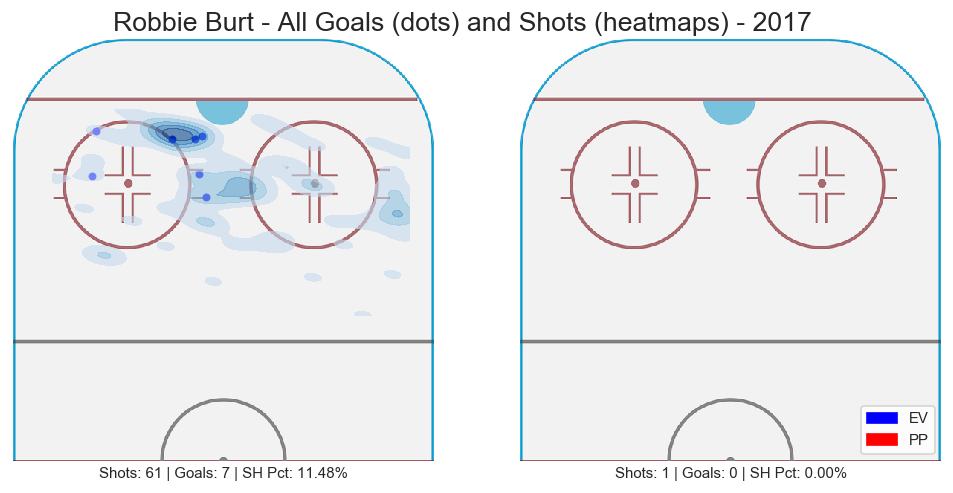 Robbie Burt - All Goals (dots) and Shots (heatmaps) - 2017
EV
PP
Shots: 61 | Goals: 7 | SH Pct: 11.48%
Shots: 1 | Goals: 0 | SH Pct: 0.00%